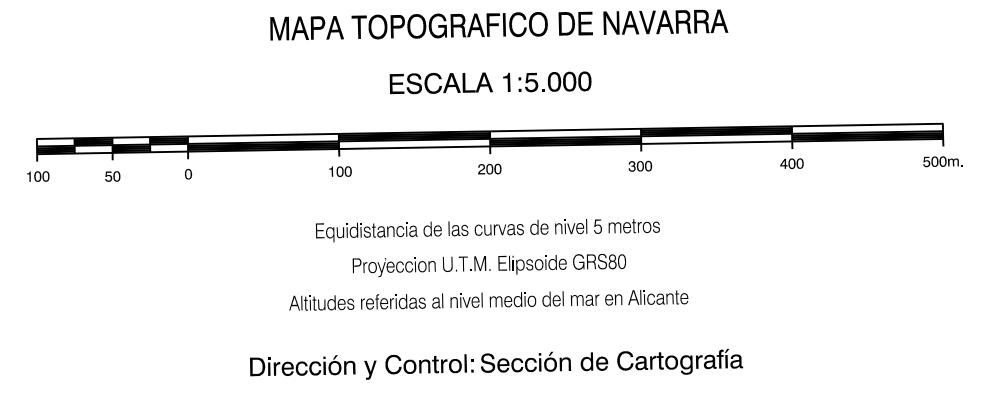 MAPA TOPOGRAFICO DE NAVARRA
ESCALA 1:5.000
100 50 0 100 200 300 400 500m.
Equidistancia de las curvas de nivel 5 metros
Proyeccion U.T.M. Elipsoide GRS80
Altitudes referidas al nivel medio del mar en Alicante
Dirección y Control: Sección de Cartografía